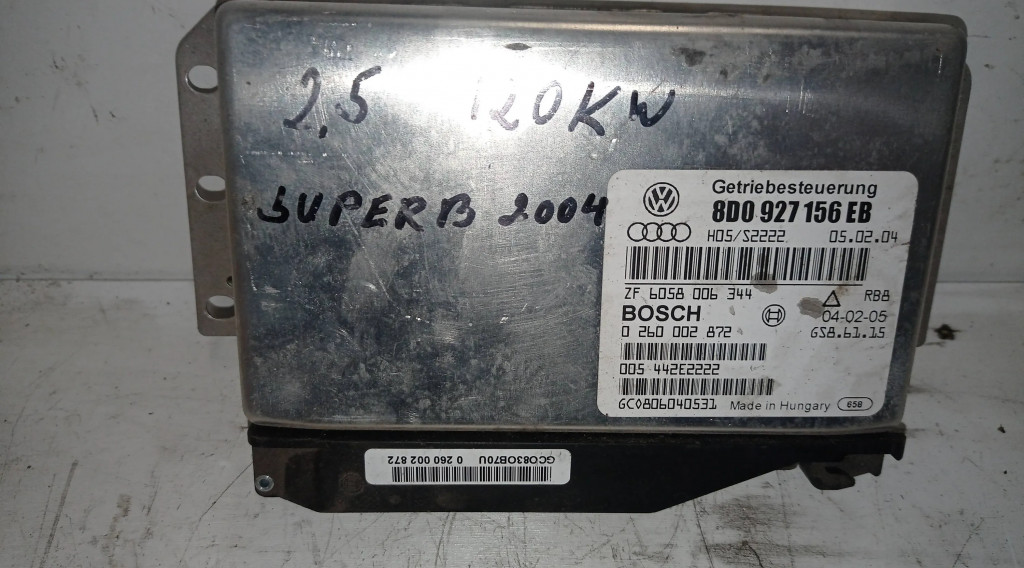 2,5 120KW
SUPERB 2004
Getriebesteuerung
8D0 927 156 EB
H05/S2222 05.02.04
ZF 6058 006 344 RBB
BOSCH 04-02-05
0 260 002 872 GS8.61.15
005 442E2222
GC0806040531 Made in Hungary 658
GC0830B70U 0 260 002 872